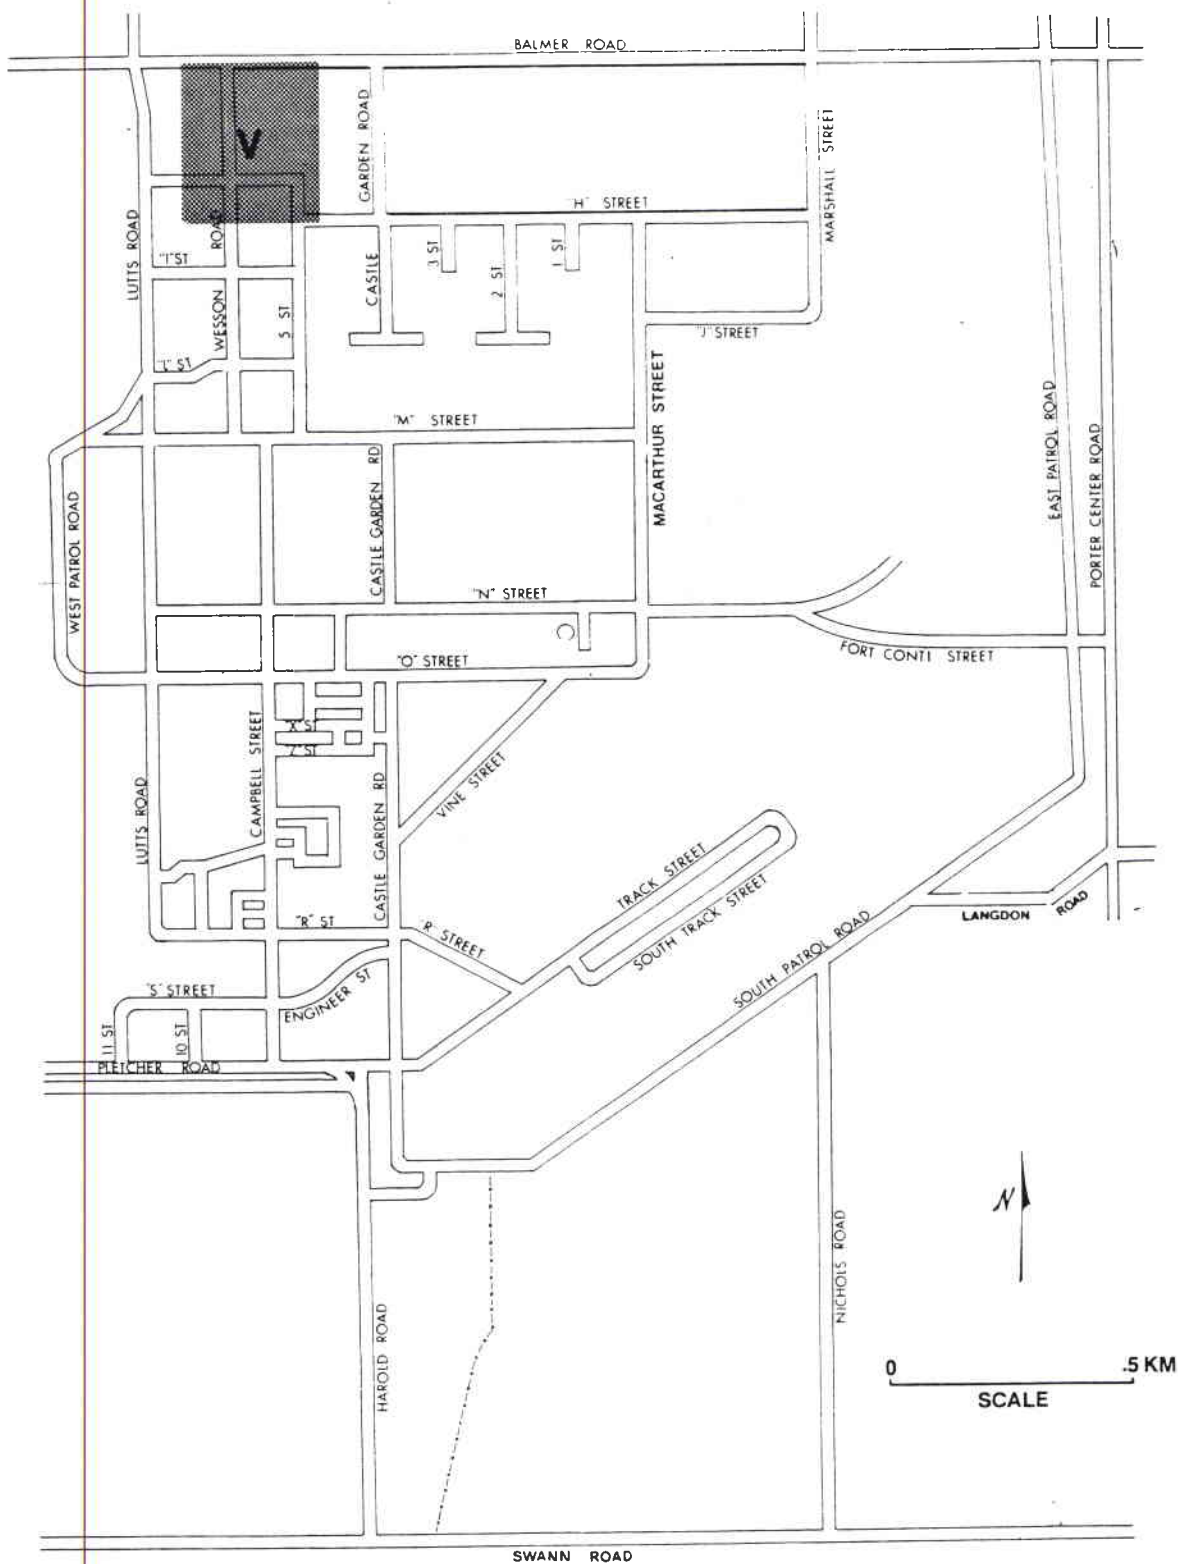 BALMER ROAD
V
GARDEN ROAD
MARSHALL STREET
"H" STREET
LUTTS ROAD
ROAD
"I" ST
WESSON
5 ST
CASTLE
3 ST
2 ST
1 ST
"J" STREET
"L" ST
"M" STREET
MACARTHUR STREET
EAST PATROL ROAD
PORTER CENTER ROAD
WEST PATROL ROAD
CASTLE GARDEN RD
"N" STREET
"O" STREET
FORT CONTI STREET
"X" ST
"Z" ST
CAMPBELL STREET
VINE STREET
LUTTS ROAD
CASTLE GARDEN RD
TRACK STREET
SOUTH TRACK STREET
"R" ST
"R" STREET
LANGDON ROAD
SOUTH PATROL ROAD
"S" STREET
ENGINEER ST
11 ST
10 ST
PLETCHER ROAD
N
NICHOLS ROAD
HAROLD ROAD
0 .5 KM
SCALE
SWANN ROAD